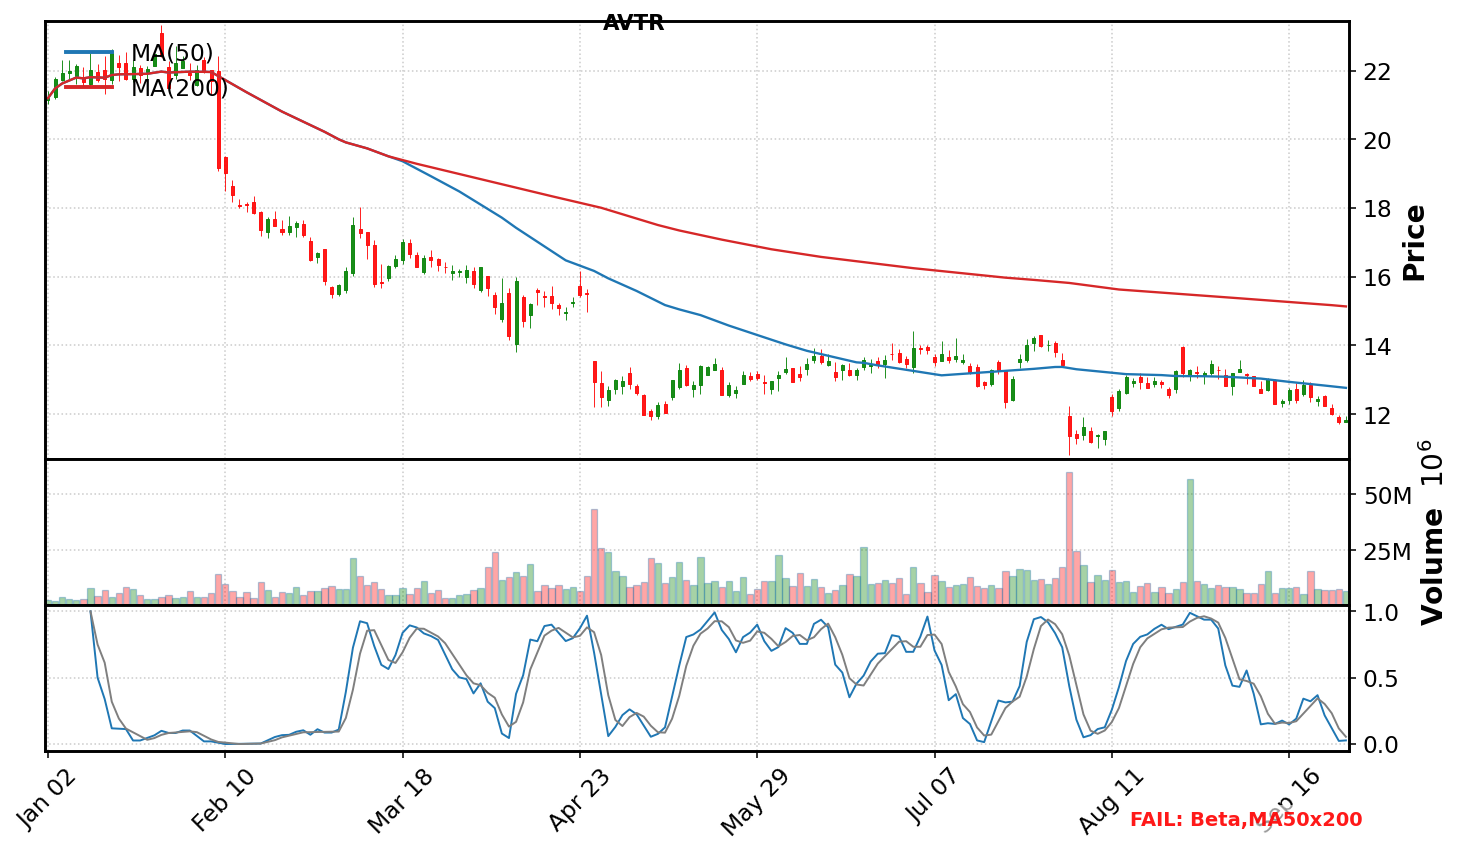 AVTR
MA(50)
MA(200)
22
20
18
16
14
12
Price
50M
25M
Volume 10⁶
1.0
0.5
0.0
Jan 02
Feb 10
Mar 18
Apr 23
May 29
Jul 07
Aug 11
Sep 16
FAIL: Beta,MA50x200